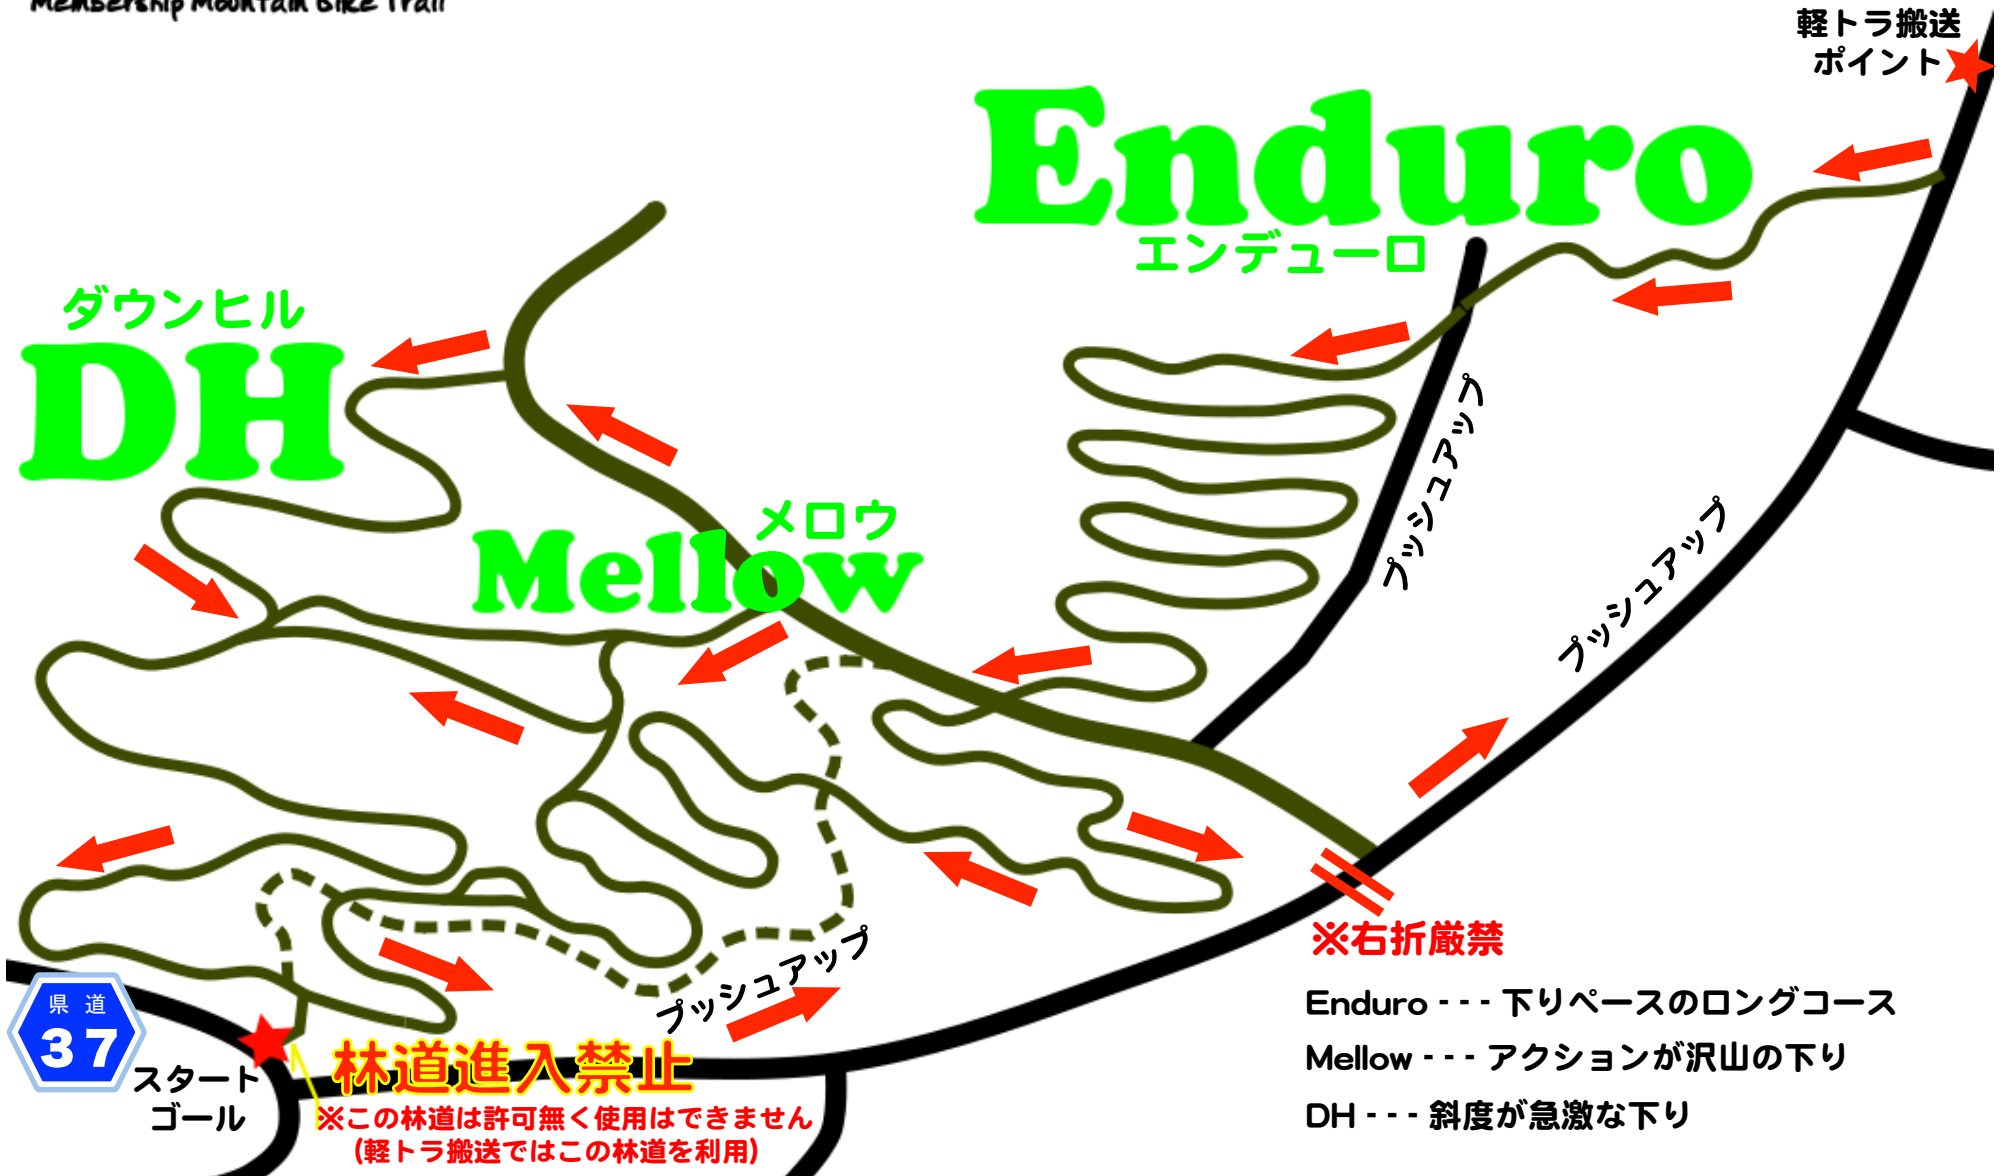 Membership Mountain Bike Trail
軽トラ搬送
ポイント
Enduro
エンデューロ
ダウンヒル
DH
メロウ
Mellow
プッシュアップ
プッシュアップ
プッシュアップ
※右折厳禁
Enduro - - - 下りペースのロングコース
Mellow - - - アクションが沢山の下り
DH - - - 斜度が急激な下り
県道
37
スタート
ゴール
林道進入禁止
※この林道は許可無く使用はできません
(軽トラ搬送ではこの林道を利用)